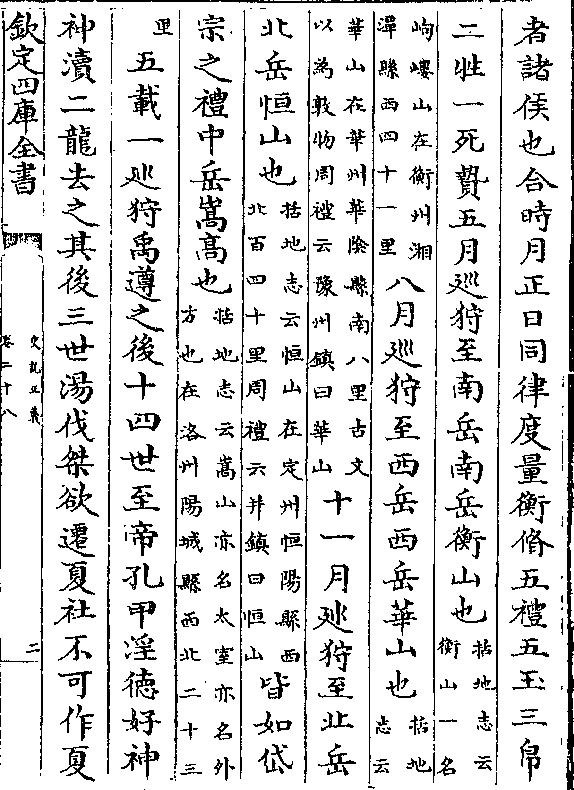 者諸侯也合時月正日同律度量衡脩五禮五玉三帛
二牲一死贄五月廵狩至南岳南岳衡山也括地志云衡山一名
岣嶁山在衡州湘潭縣西四十一里八月廵狩至西岳西岳華山也括地志云
華山在華州華陰縣南八里古文以為敦物周禮云豫州鎮曰華山十一月廵狩至北岳
北岳恒山也括地志云恒山在定州恒陽縣西北百四十里周禮云并鎮曰恒山皆如岱
宗之禮中岳嵩髙也括地志云嵩山亦名太室亦名外方也在洛州陽城縣西北二十三
里五載一廵狩禹遵之後十四世至帝孔甲淫徳好神
神瀆二龍去之其後三世湯伐桀欲遷夏社不可作夏
欽定四庫全書
史記正義
卷二十八
二